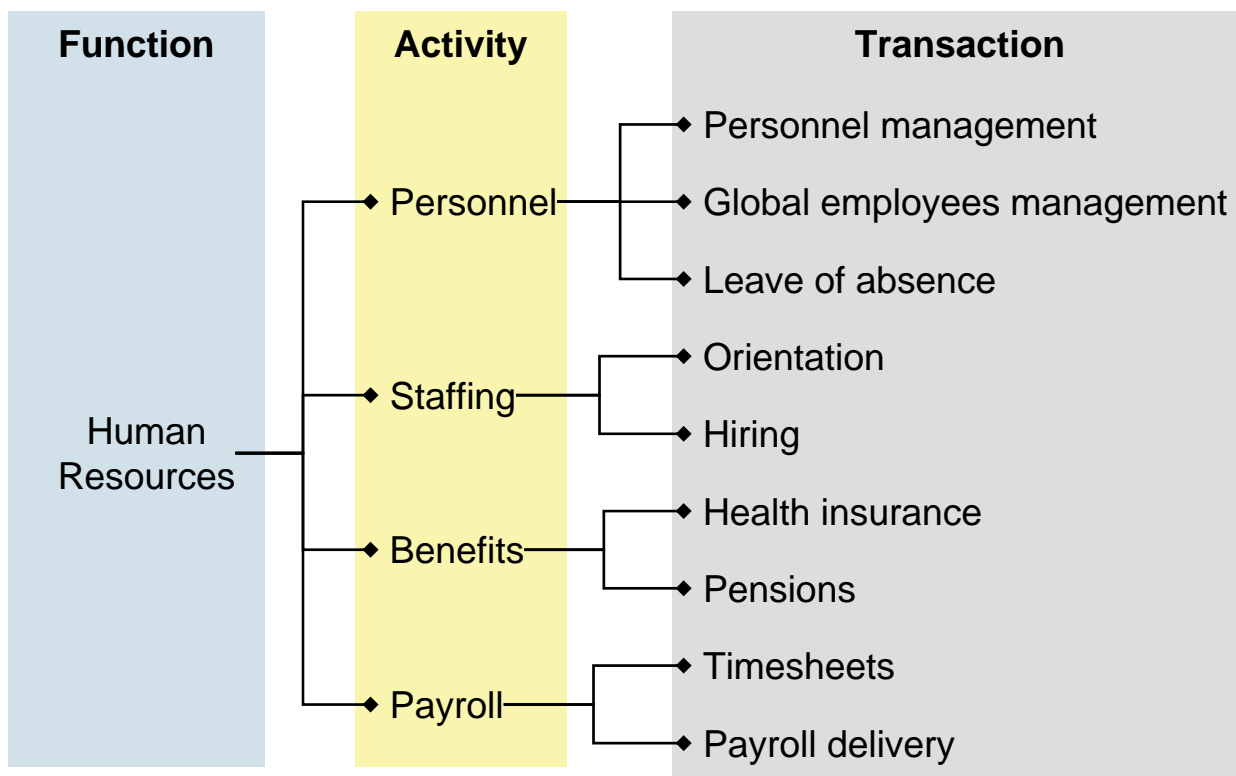 Function
Activity
Transaction
Personnel management
Personnel
Global employees management
Leave of absence
Orientation
Staffing
Human
Resources
Hiring
Health insurance
Benefits
Pensions
Timesheets
Payroll
Payroll delivery